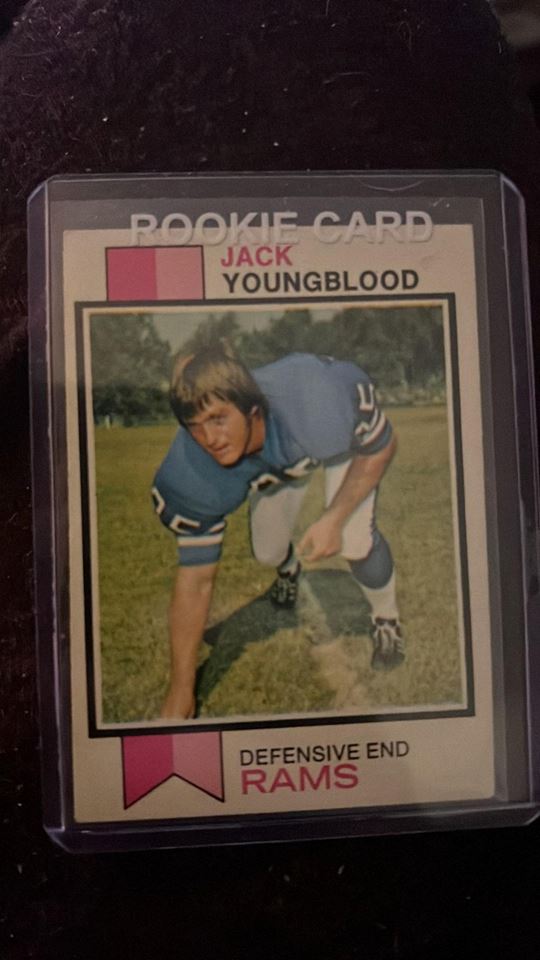 ROOKIE CARD
JACK
YOUNGBLOOD
DEFENSIVE END
RAMS